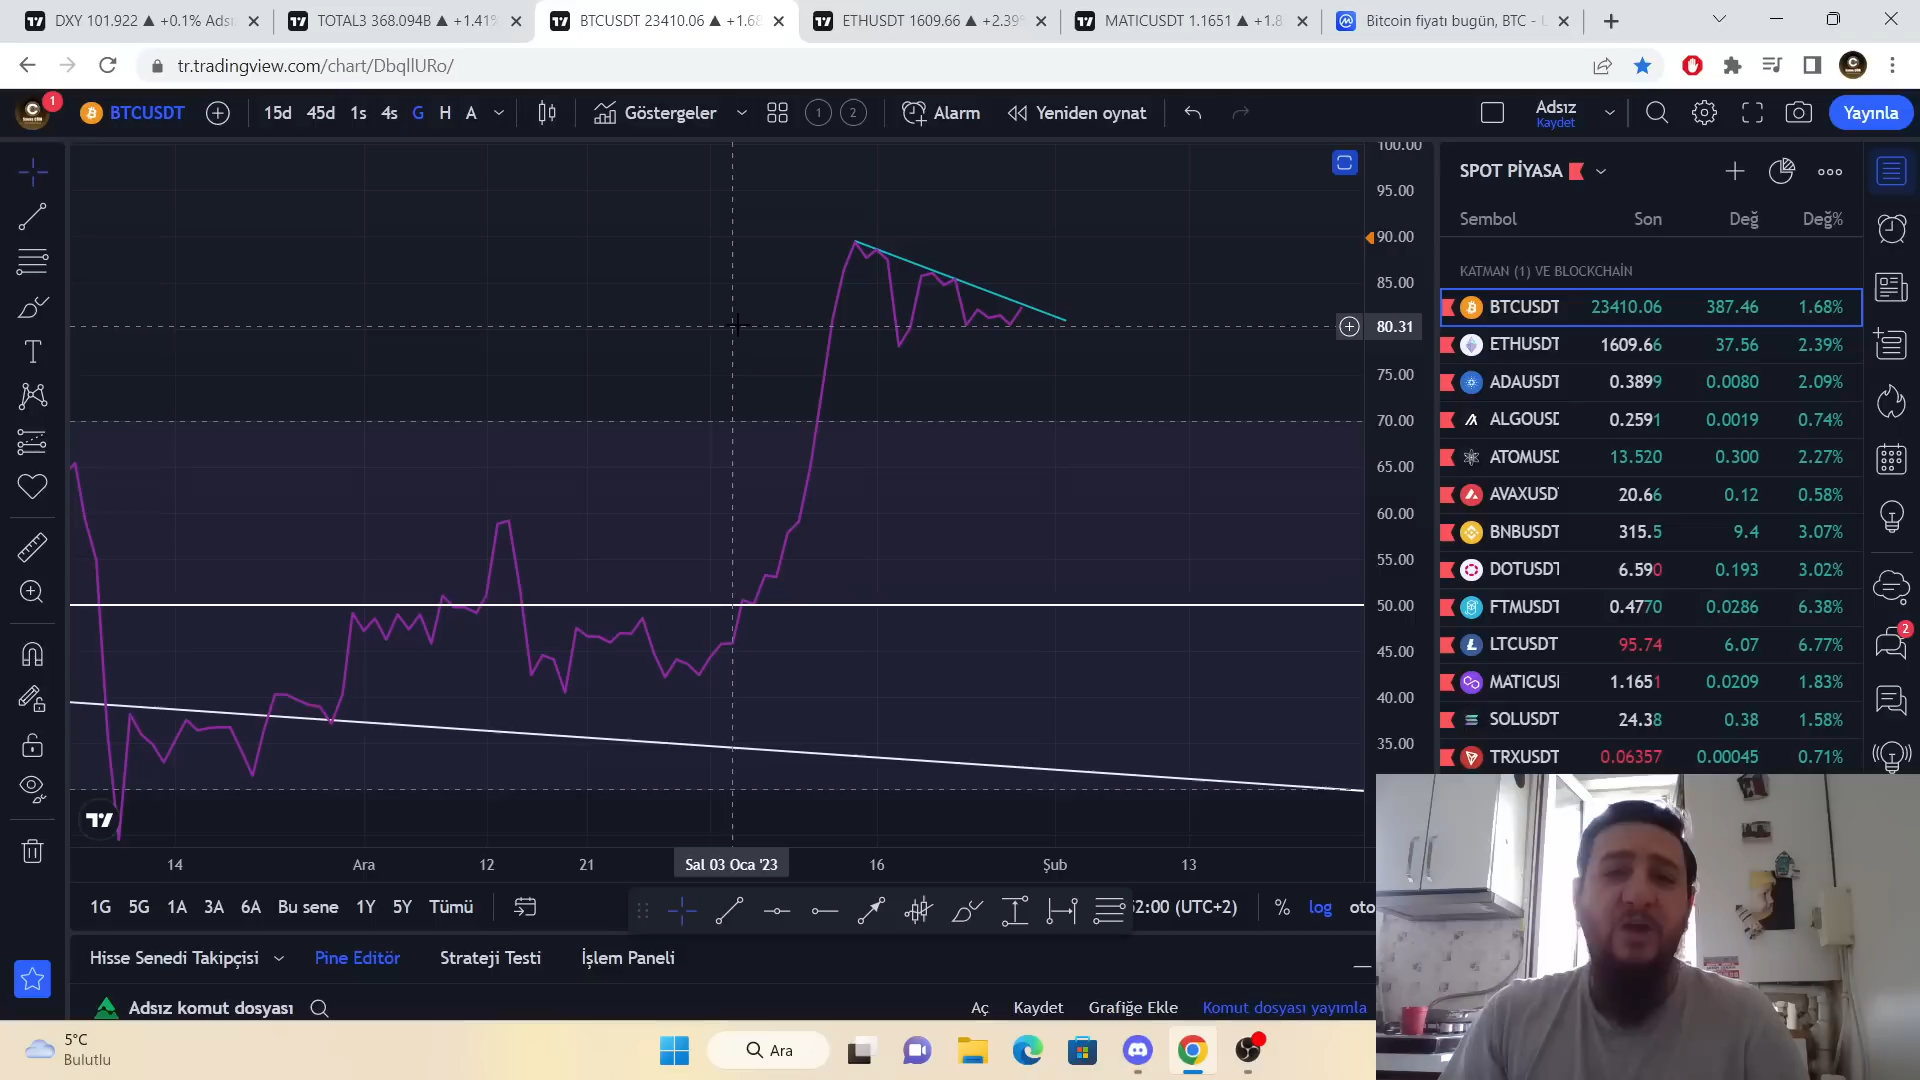 DXY 101.922 ▲ +0.1% Adsı
TOTAL3 368.094B ▲ +1.41%
BTCUSDT 23410.06 ▲ +1.68
ETHUSDT 1609.66 ▲ +2.39%
MATICUSDT 1.1651 ▲ +1.8
Bitcoin fiyatı bugün, BTC - L
tr.tradingview.com/chart/DbqllURo/
1
BTCUSDT
15d 45d 1s 4s G H A
Göstergeler
1 2
Alarm
Yeniden oynat
Adsız
Kaydet
Yayınla
100.00
95.00
90.00
85.00
80.31
75.00
70.00
65.00
60.00
55.00
50.00
45.00
40.00
35.00
14 Ara 12 21 Sal 03 Oca '23 16 Şub 13
SPOT PİYASA
Sembol Son Değ Değ%
KATMAN (1) VE BLOCKCHAİN
BTCUSDT 23410.06 387.46 1.68%
ETHUSDT 1609.66 37.56 2.39%
ADAUSDT 0.3899 0.0080 2.09%
ALGOUSD 0.2591 0.0019 0.74%
ATOMUSD 13.520 0.300 2.27%
AVAXUSD 20.66 0.12 0.58%
BNBUSDT 315.5 9.4 3.07%
DOTUSDT 6.590 0.193 3.02%
FTMUSDT 0.4770 0.0286 6.38%
LTCUSDT 95.74 6.07 6.77%
MATICUSI 1.1651 0.0209 1.83%
SOLUSDT 24.38 0.38 1.58%
TRXUSDT 0.06357 0.00045 0.71%
2
1G 5G 1A 3A 6A Bu sene 1Y 5Y Tümü
2:00 (UTC+2) % log oto
Hisse Senedi Takipçisi
Pine Editör
Strateji Testi
İşlem Paneli
Adsız komut dosyası
Aç Kaydet Grafiğe Ekle Komut dosyası yayımla
5°C
Bulutlu
Ara